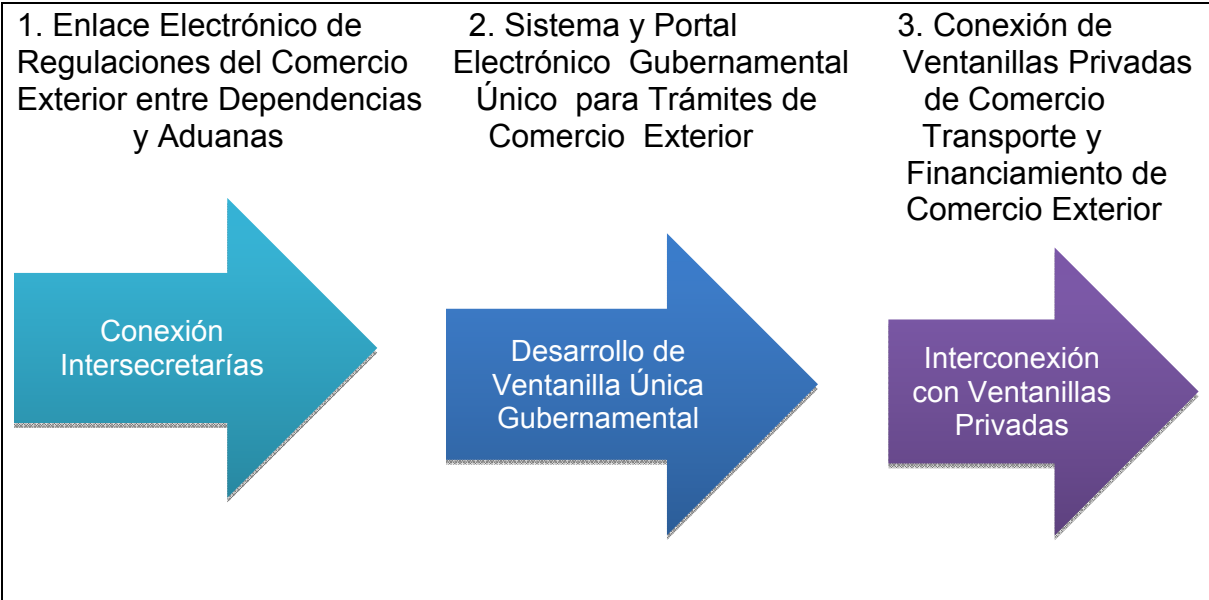 1. Enlace Electrónico de
Regulaciones del Comercio
Exterior entre Dependencias
y Aduanas
2. Sistema y Portal
Electrónico Gubernamental
Único para Trámites de
Comercio Exterior
3. Conexión de
Ventanillas Privadas
de Comercio
Transporte y
Financiamiento de
Comercio Exterior
Conexión
Intersecretarías
Desarrollo de
Ventanilla Única
Gubernamental
Interconexión
con Ventanillas
Privadas